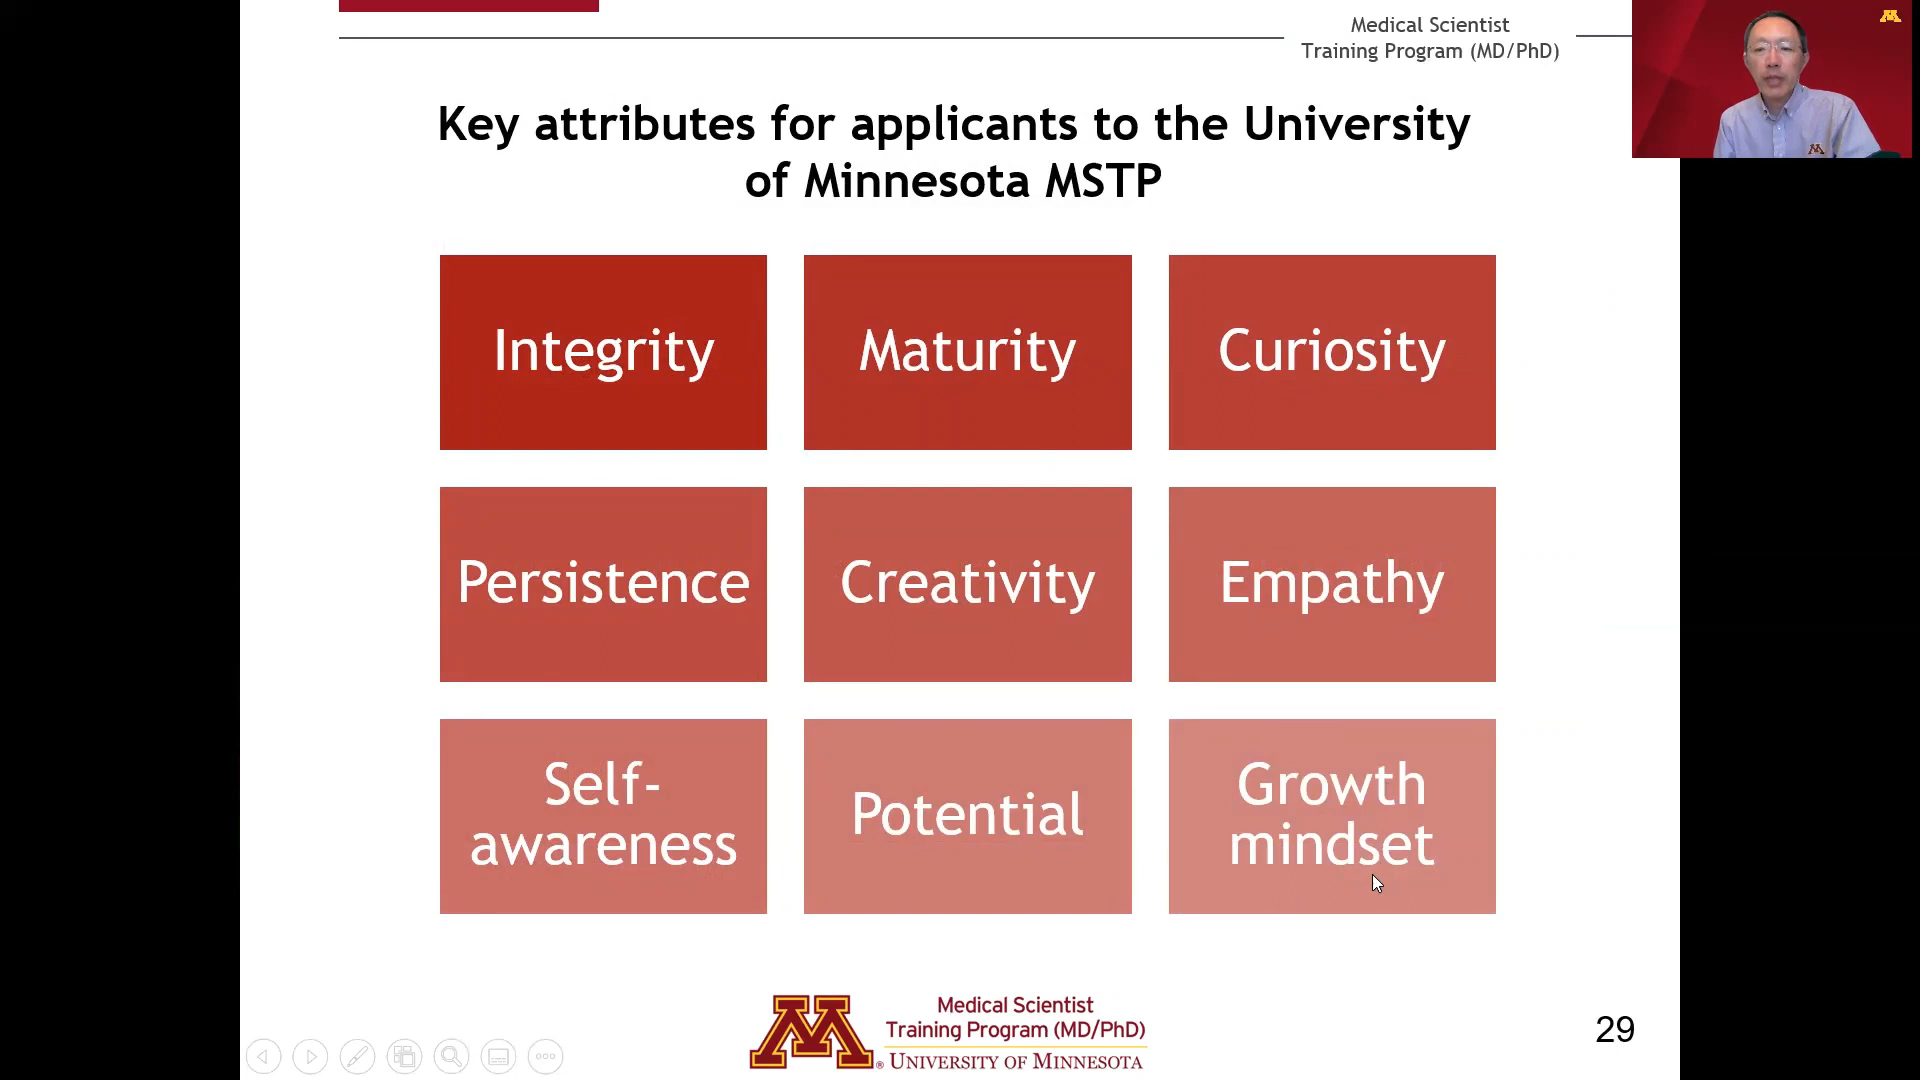 Medical Scientist
Training Program (MD/PhD)
Key attributes for applicants to the University
of Minnesota MSTP
Integrity
Maturity
Curiosity
Persistence
Creativity
Empathy
Self-
awareness
Potential
Growth
mindset
M
Medical Scientist
Training Program (MD/PhD)
UNIVERSITY OF MINNESOTA
29
M
M